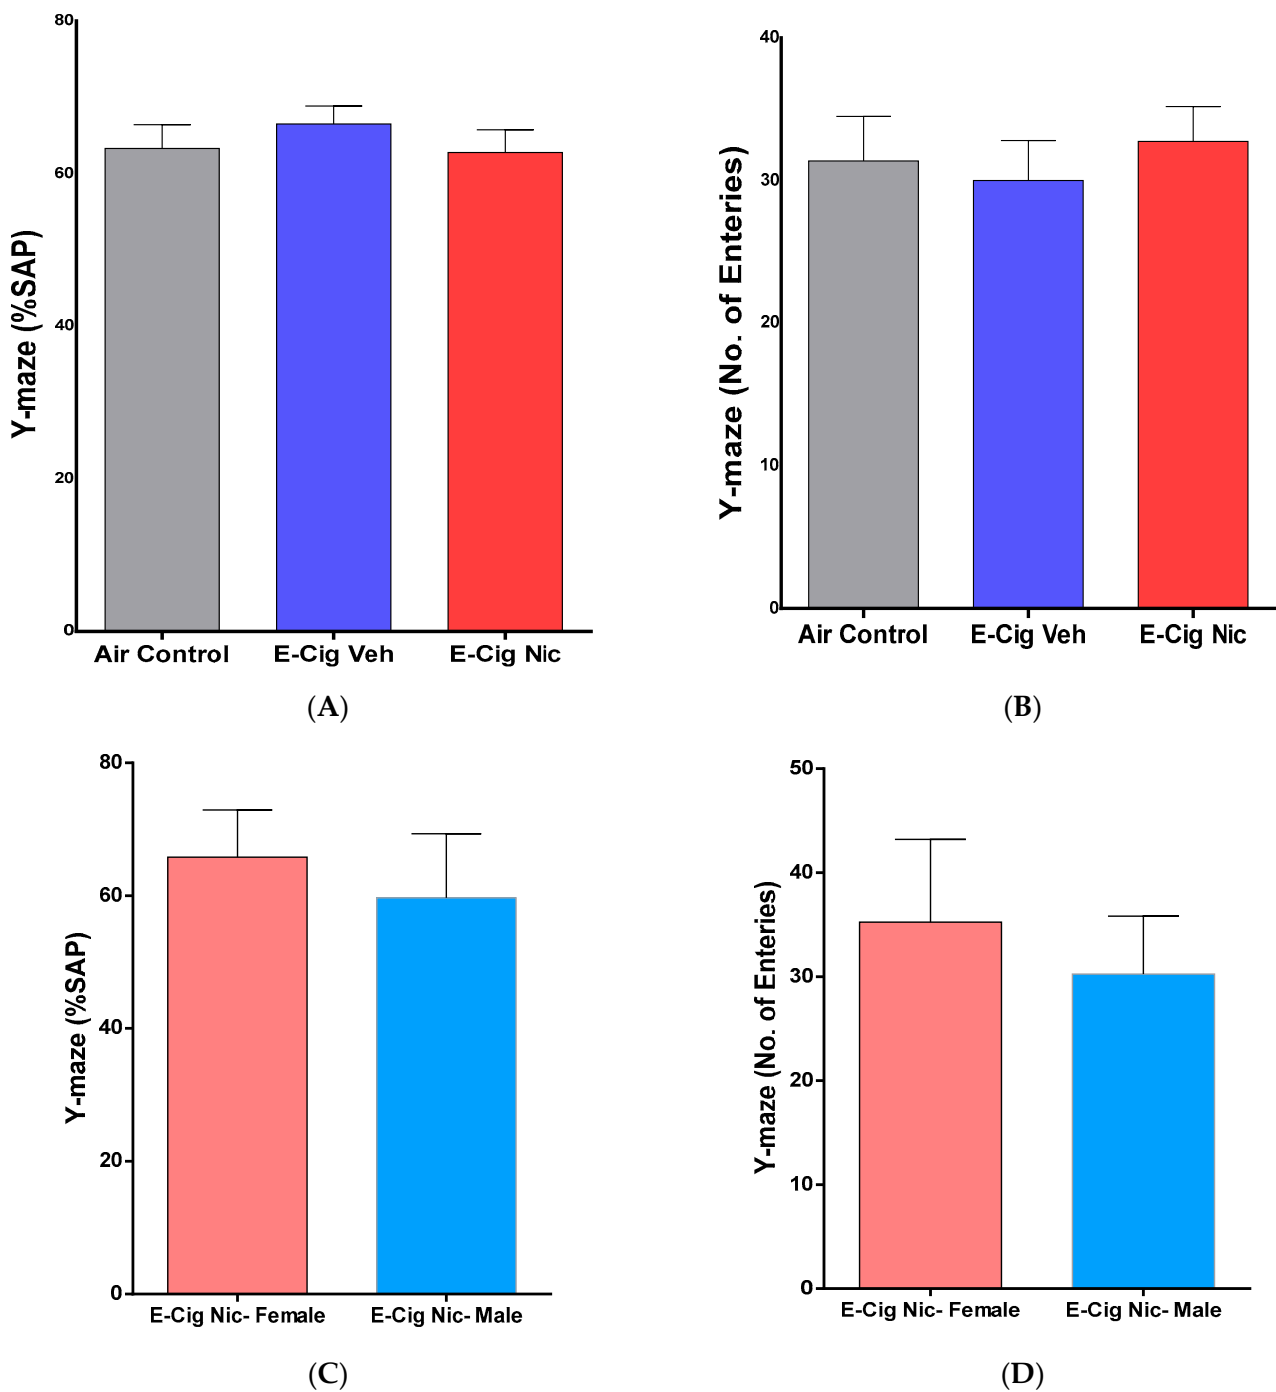 80
60
40
20
0
Y-maze (%SAP)
Air Control E-Cig Veh E-Cig Nic
(A)
40
30
20
10
0
Y-maze (No. of Enteries)
Air Control E-Cig Veh E-Cig Nic
(B)
80
60
40
20
0
Y-maze (%SAP)
E-Cig Nic- Female E-Cig Nic- Male
(C)
50
40
30
20
10
0
Y-maze (No. of Enteries)
E-Cig Nic- Female E-Cig Nic- Male
(D)